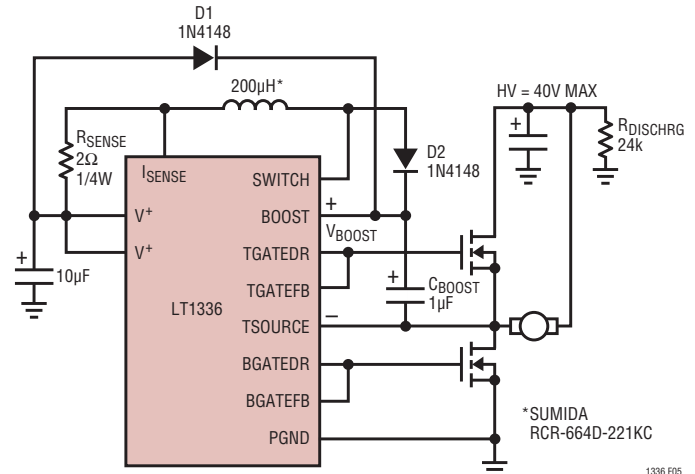 D1
1N4148
200µH*
HV = 40V MAX
RSENSE
2Ω
1/4W
RDISCHRG
24k
D2
1N4148
ISENSE
SWITCH
V+
BOOST
+
VBOOST
V+
TGATEDR
+
10µF
TGATEFB
+
CBOOST
1µF
LT1336
TSOURCE
–
BGATEDR
BGATEFB
PGND
+
*SUMIDA
RCR-664D-221KC
1336 F05